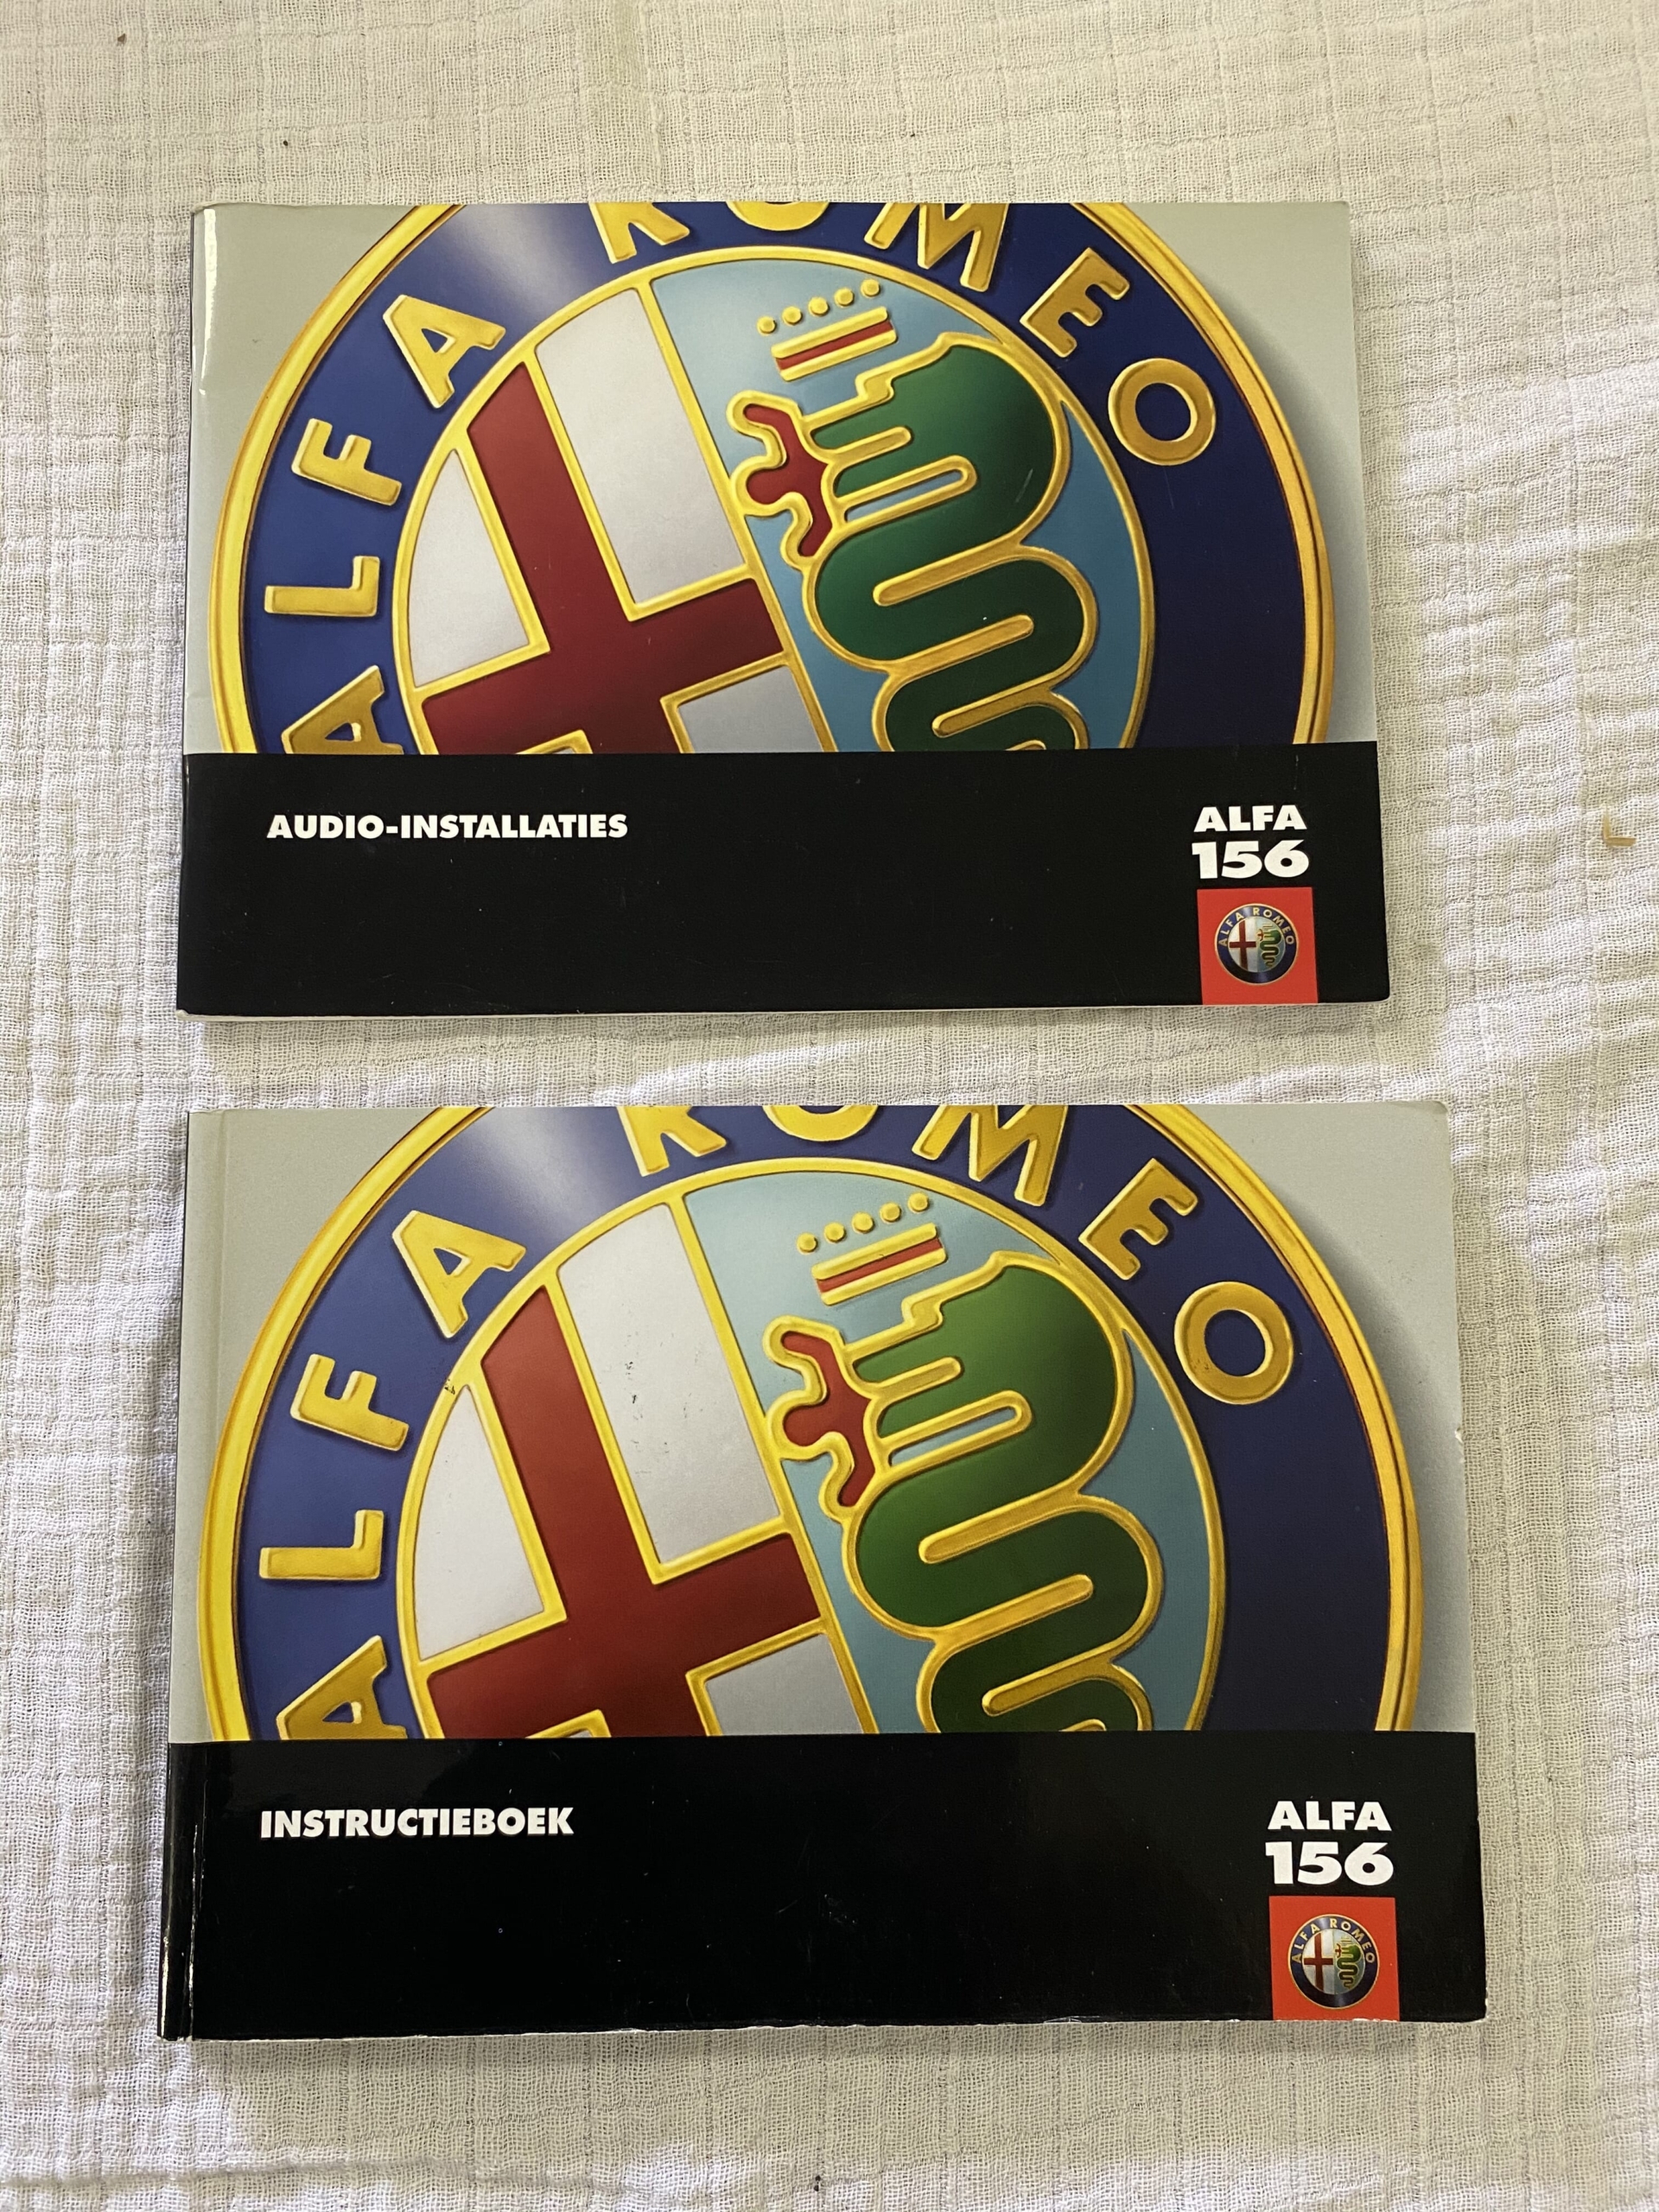 ALFA ROMEO
AUDIO-INSTALLATIES
ALFA
156
ALFA ROMEO
ALFA ROMEO
INSTRUCTIEBOEK
ALFA
156
ALFA ROMEO